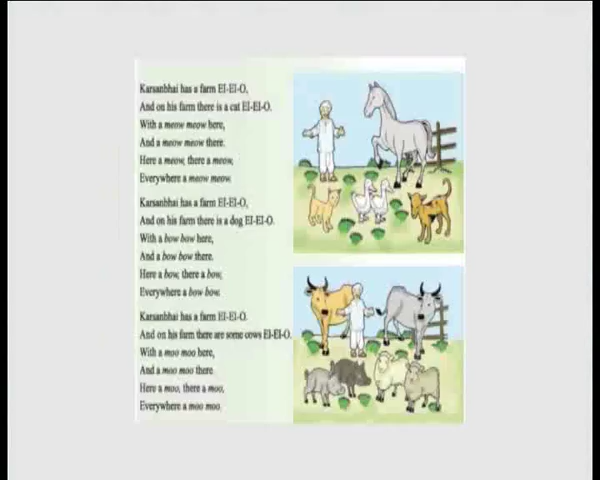 Karsanbhai has a farm EI-EI-O,
And on his farm there is a cat EI-EI-O.
With a meow meow here,
And a meow meow there.
Here a meow, there a meow,
Everywhere a meow meow.
Karsanbhai has a farm EI-EI-O,
And on his farm there is a dog EI-EI-O.
With a bow bow here,
And a bow bow there.
Here a bow, there a bow,
Everywhere a bow bow.
Karsanbhai has a farm EI-EI-O.
And on his farm there are some cows EI-EI-O.
With a moo moo here,
And a moo moo there
Here a moo, there a moo,
Everywhere a moo moo